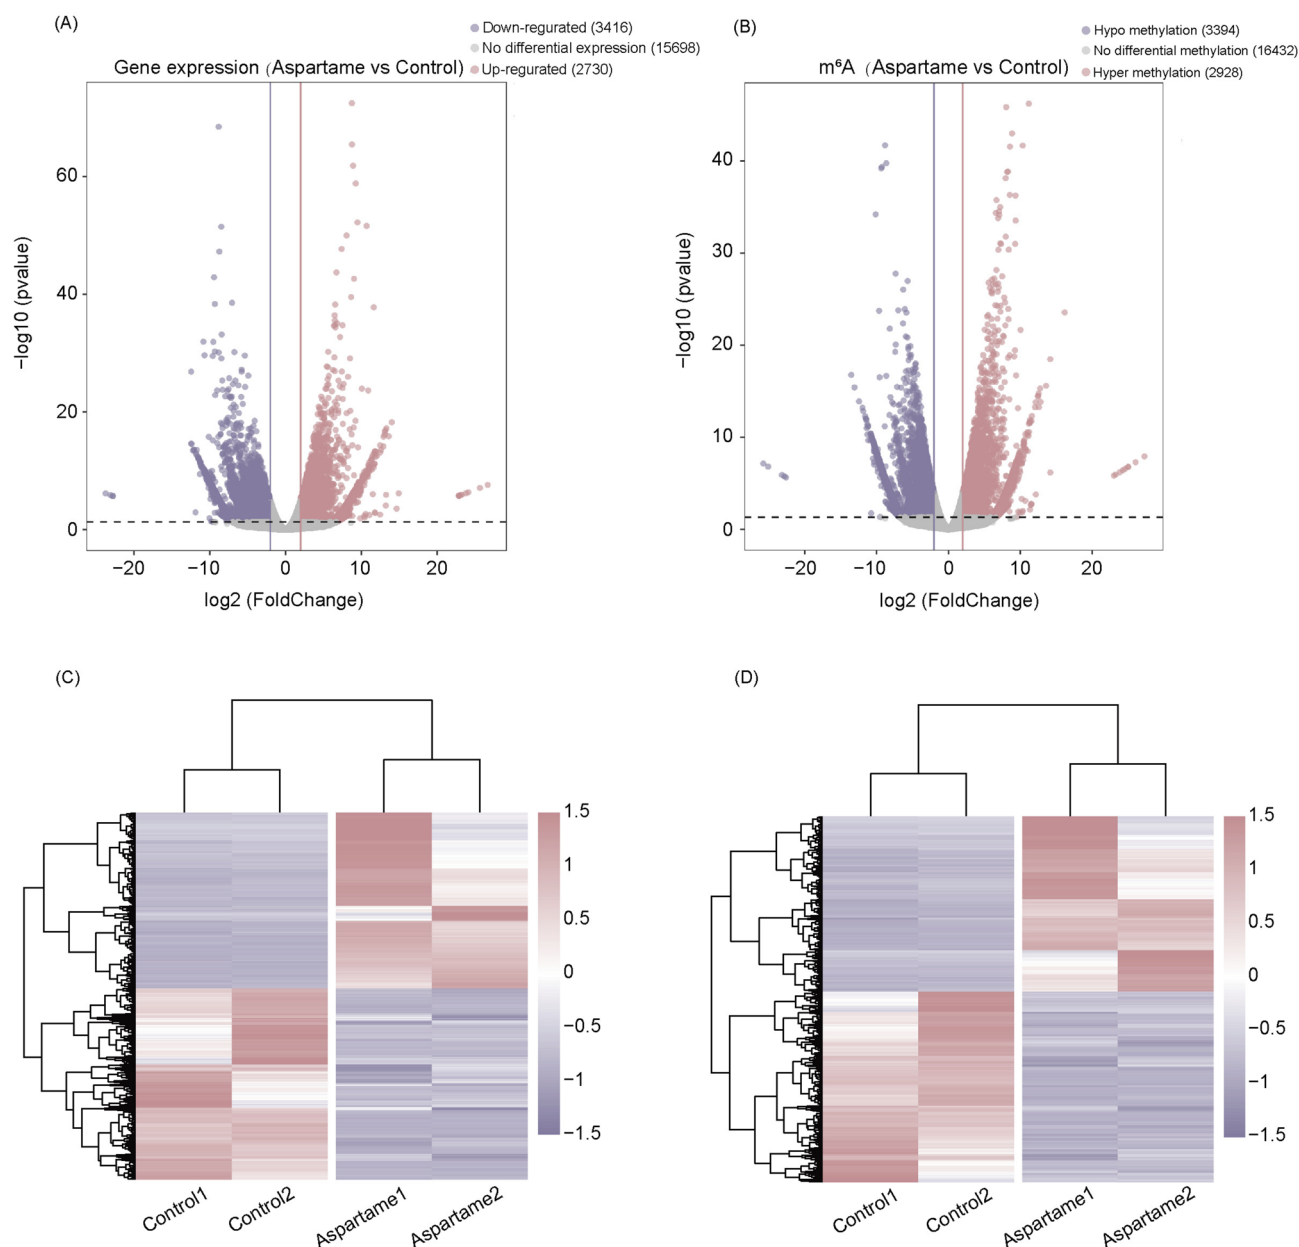 (A)
Down-regurated (3416)
No differential expression (15698)
Up-regurated (2730)
Gene expression (Aspartame vs Control)
60
40
20
0
−log10 (pvalue)
−20
−10
0
10
20
log2 (FoldChange)
(B)
Hypo methylation (3394)
No differential methylation (16432)
Hyper methylation (2928)
m⁶A (Aspartame vs Control)
40
30
20
10
0
−log10 (pvalue)
−20
−10
0
10
20
log2 (FoldChange)
(C)
1.5
1
0.5
0
−0.5
−1
−1.5
Control1
Control2
Aspartame1
Aspartame2
(D)
1.5
1
0.5
0
−0.5
−1
−1.5
Control1
Control2
Aspartame1
Aspartame2